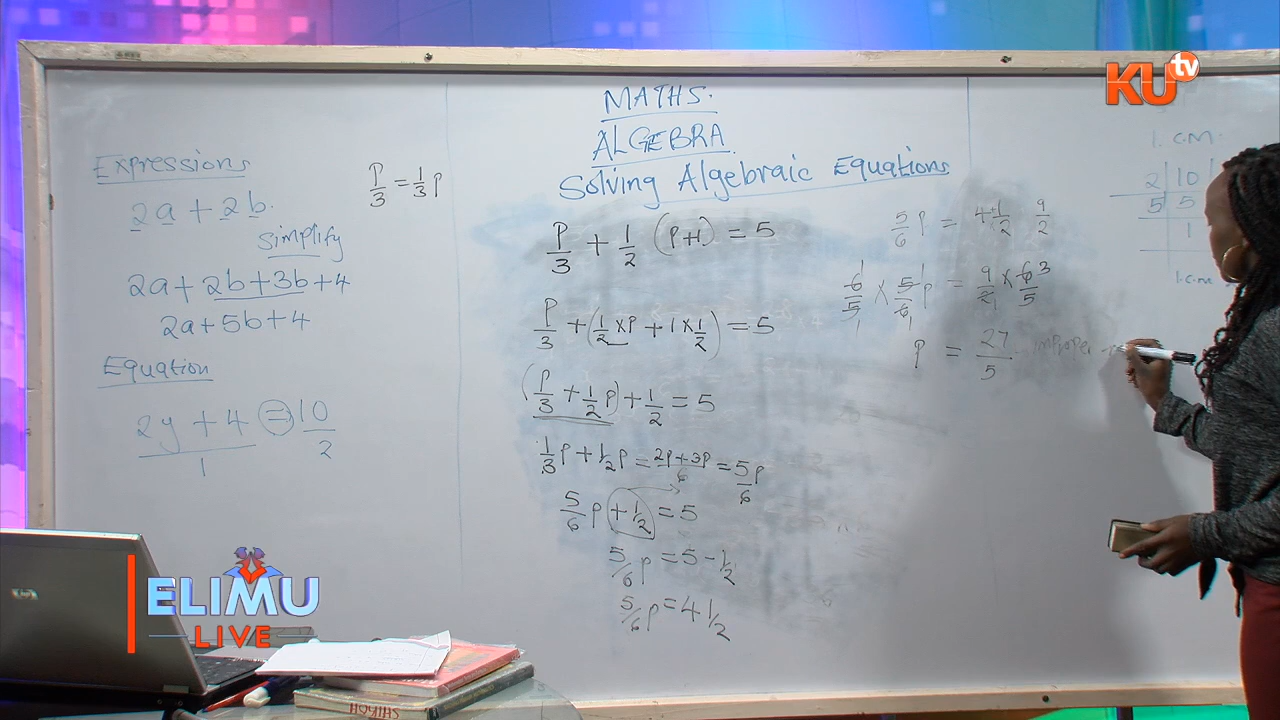 KU tv
MATHS.
ALGEBRA
Solving Algebraic Equations
Expressions
2a + 2b.
simplify
2a + 2b + 3b + 4
2a + 5b + 4
Equation
2y + 4 = 10
1 2
P/3 = 1/3 P
P/3 + 1/2 (P+1) = 5
P/3 + (1/2 × P + 1 × 1/2) = 5
(P/3 + 1/2 P) + 1/2 = 5
1/3 P + 1/2 P = 2P + 3P/6 = 5/6 P
5/6 P + 1/2 = 5
5/6 P = 5 - 1/2
5/6 P = 4 1/2
5/6 P = 4 1/2 9/2
6/5 × 5/6 P = 9/2 × 6/5 3
P = 27/5 improper
L.C.M.
2 10
5 5
1
l.c.m
hp
ELIMU
LIVE